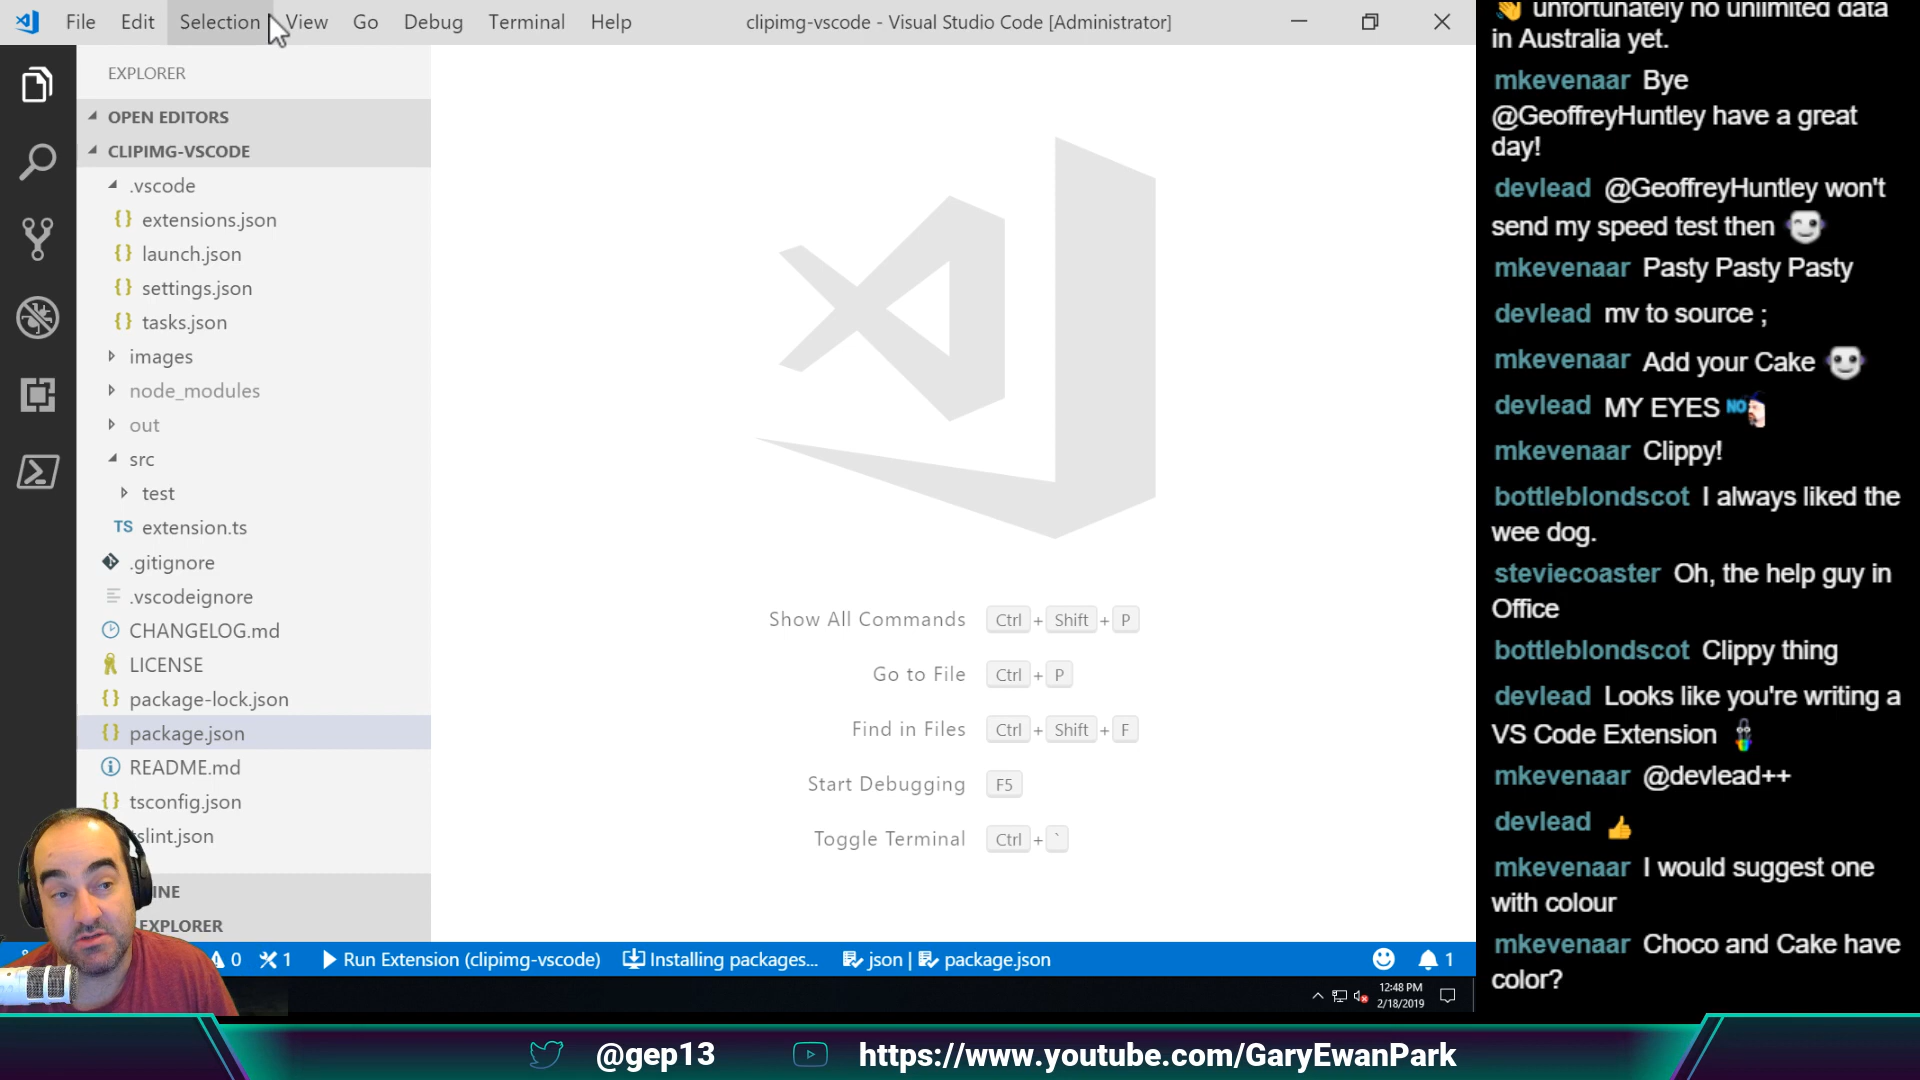 File Edit Selection View Go Debug Terminal Help
clipimg-vscode - Visual Studio Code [Administrator]
EXPLORER
OPEN EDITORS
CLIPIMG-VSCODE
.vscode
{} extensions.json
{} launch.json
{} settings.json
{} tasks.json
images
node_modules
out
src
test
TS extension.ts
.gitignore
.vscodeignore
CHANGELOG.md
LICENSE
{} package-lock.json
{} package.json
README.md
{} tsconfig.json
slint.json
INE
EXPLORER
Show All Commands Ctrl + Shift + P
Go to File Ctrl + P
Find in Files Ctrl + Shift + F
Start Debugging F5
Toggle Terminal Ctrl + `
0 1 Run Extension (clipimg-vscode) Installing packages... json | package.json 1
12:48 PM
2/18/2019
unfortunately no unlimited data
in Australia yet.
mkevenaar Bye
@GeoffreyHuntley have a great
day!
devlead @GeoffreyHuntley won't
send my speed test then
mkevenaar Pasty Pasty Pasty
devlead mv to source ;
mkevenaar Add your Cake
devlead MY EYES NO
mkevenaar Clippy!
bottleblondscot I always liked the
wee dog.
steviecoaster Oh, the help guy in
Office
bottleblondscot Clippy thing
devlead Looks like you're writing a
VS Code Extension
mkevenaar @devlead++
devlead
mkevenaar I would suggest one
with colour
mkevenaar Choco and Cake have
color?
@gep13
https://www.youtube.com/GaryEwanPark